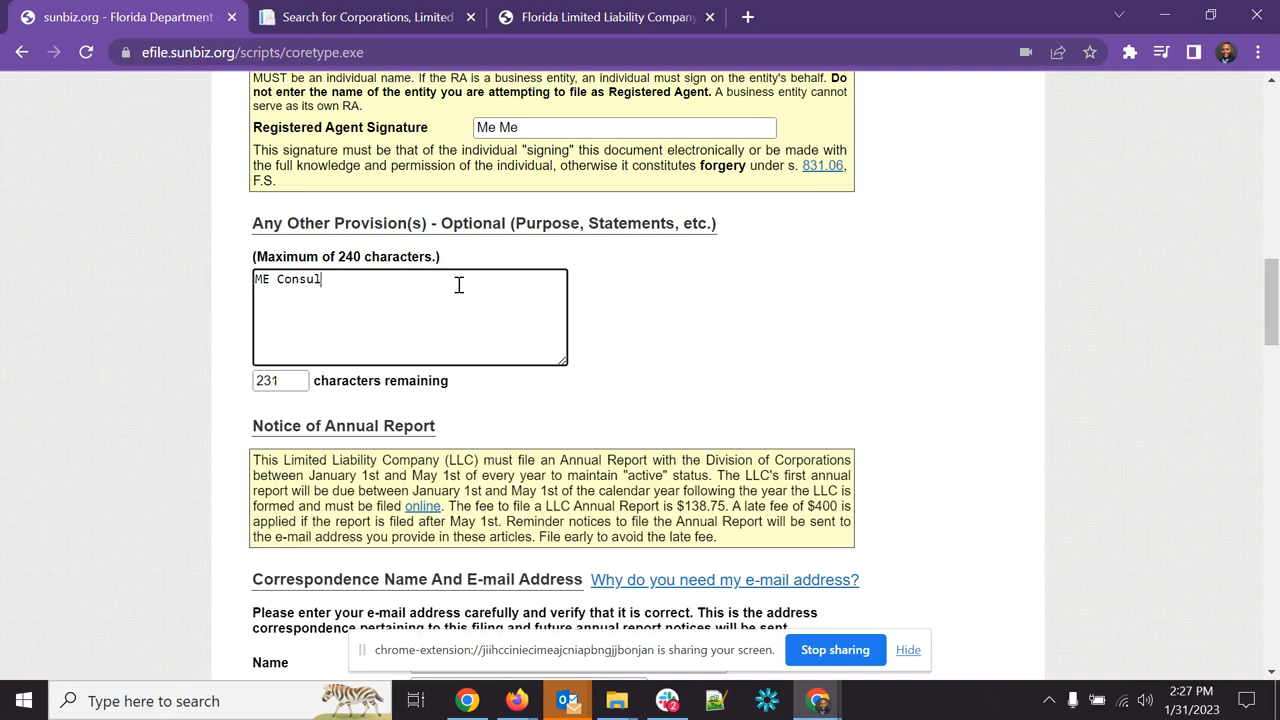 sunbiz.org - Florida Department
Search for Corporations, Limited
Florida Limited Liability Company
efile.sunbiz.org/scripts/coretype.exe
MUST be an individual name. If the RA is a business entity, an individual must sign on the entity's behalf. Do
not enter the name of the entity you are attempting to file as Registered Agent. A business entity cannot
serve as its own RA.
Registered Agent Signature
Me Me
This signature must be that of the individual "signing" this document electronically or be made with
the full knowledge and permission of the individual, otherwise it constitutes forgery under s. 831.06,
F.S.
Any Other Provision(s) - Optional (Purpose, Statements, etc.)
(Maximum of 240 characters.)
ME Consul
231 characters remaining
Notice of Annual Report
This Limited Liability Company (LLC) must file an Annual Report with the Division of Corporations
between January 1st and May 1st of every year to maintain "active" status. The LLC's first annual
report will be due between January 1st and May 1st of the calendar year following the year the LLC is
formed and must be filed online. The fee to file a LLC Annual Report is $138.75. A late fee of $400 is
applied if the report is filed after May 1st. Reminder notices to file the Annual Report will be sent to
the e-mail address you provide in these articles. File early to avoid the late fee.
Correspondence Name And E-mail Address Why do you need my e-mail address?
Please enter your e-mail address carefully and verify that it is correct. This is the address
correspondence pertaining to this filing and future annual report notices will be sent.
Name
chrome-extension://jiihcciniecimeajcniapbngjjbonjan is sharing your screen.
Stop sharing
Hide
Type here to search
2
2:27 PM
1/31/2023